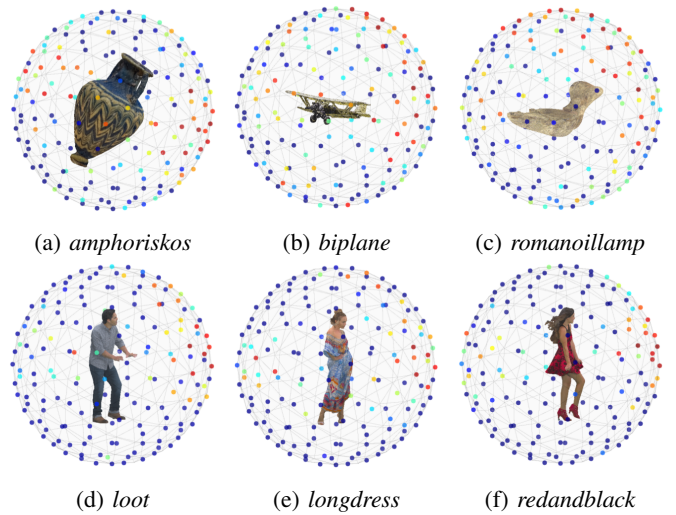 (a) amphoriskos
(b) biplane
(c) romanoillamp
(d) loot
(e) longdress
(f) redandblack